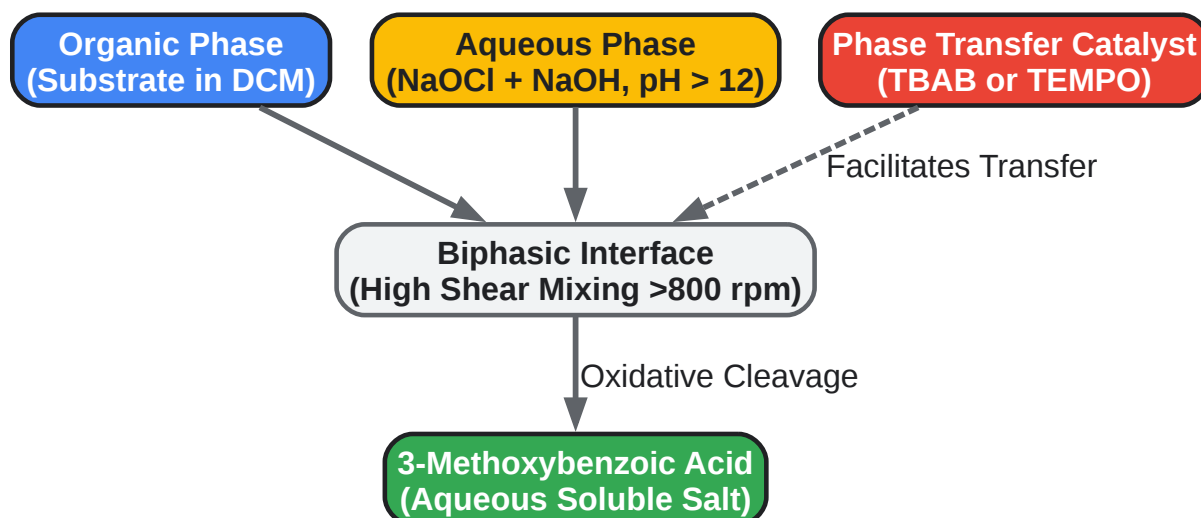 Organic Phase
(Substrate in DCM)
Aqueous Phase
(NaOCl + NaOH, pH > 12)
Phase Transfer Catalyst
(TBAB or TEMPO)
Facilitates Transfer
Biphasic Interface
(High Shear Mixing >800 rpm)
Oxidative Cleavage
3-Methoxybenzoic Acid
(Aqueous Soluble Salt)